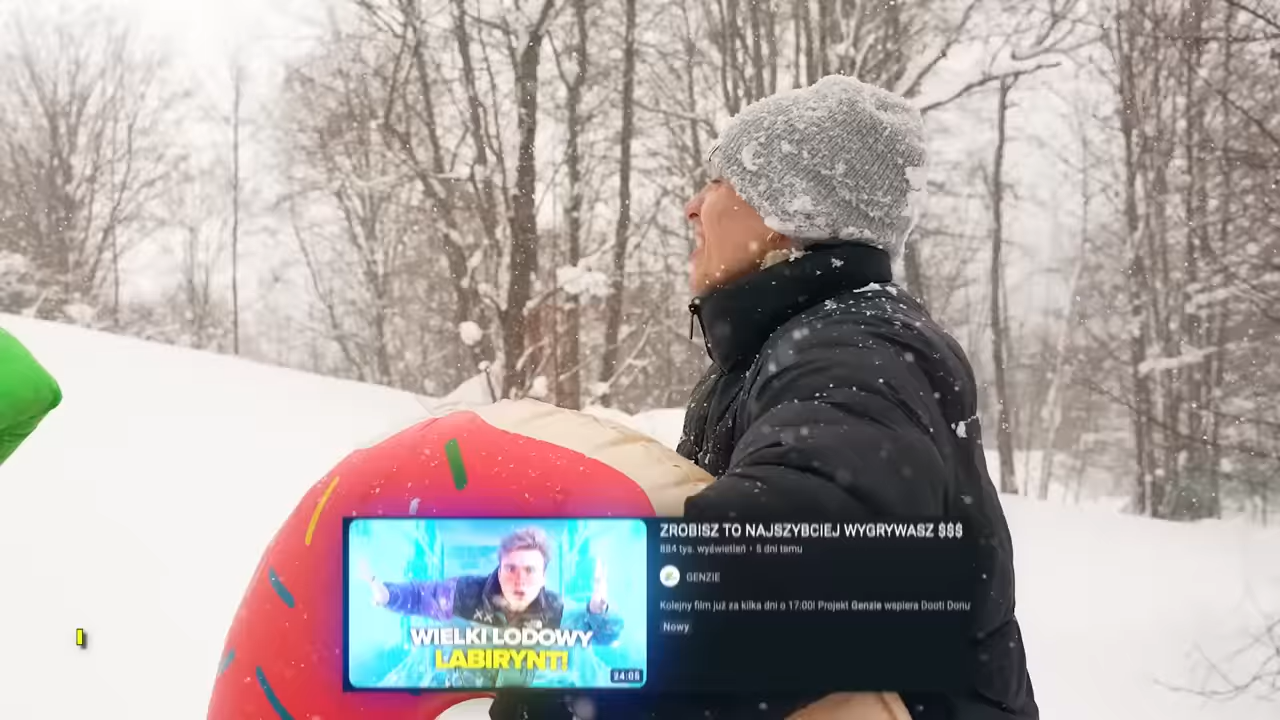 WIELKI LODOWY
LABIRYNT!
24:06
ZROBISZ TO NAJSZYBCIEJ WYGRYWASZ $$$
884 tys. wyświetleń • 5 dni temu
GENZIE
Kolejny film już za kilka dni o 17:00! Projekt Genzie wspiera Dooti Donu
Nowy